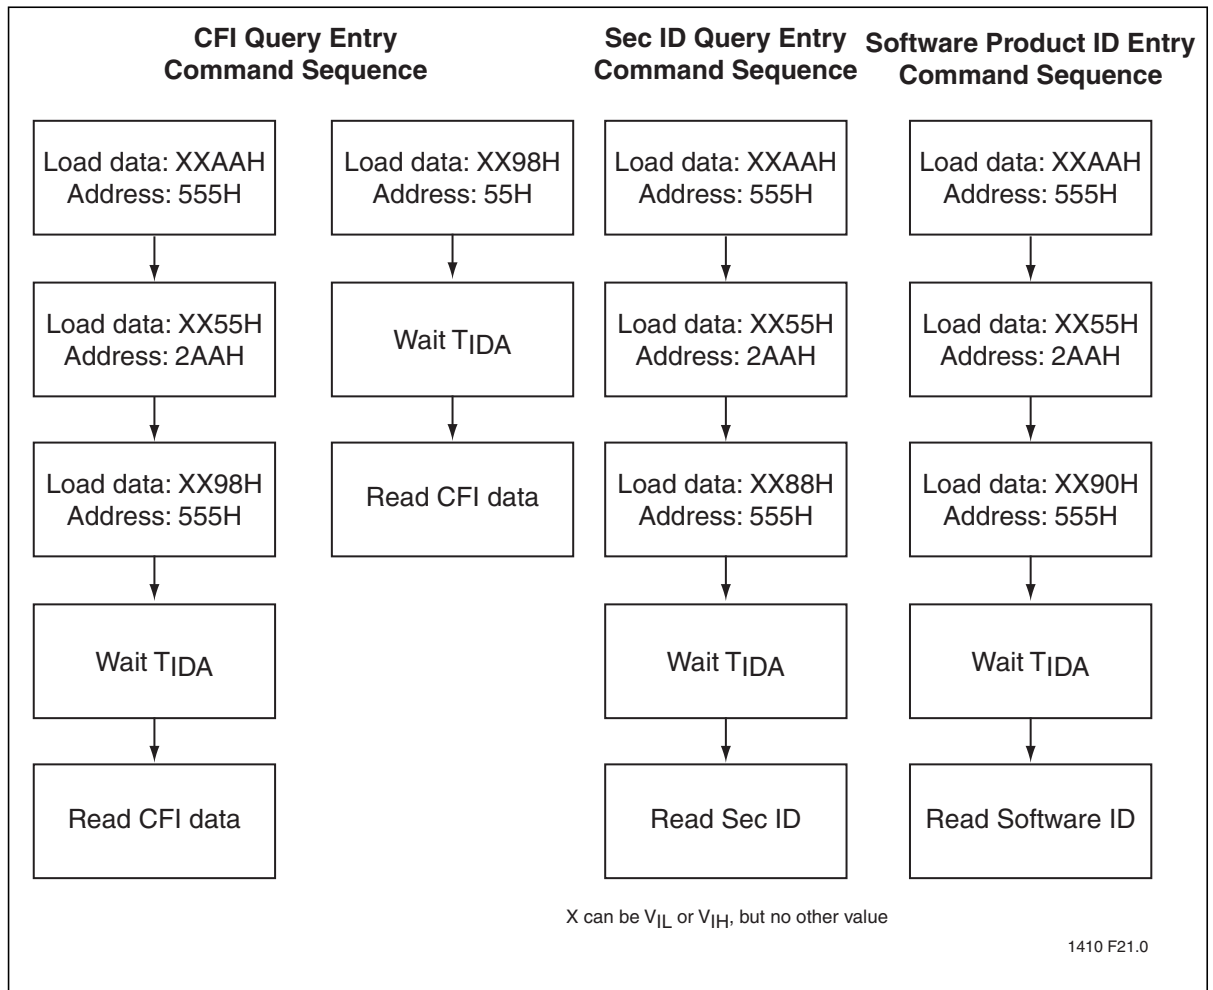 CFI Query Entry
Command Sequence
Load data: XXAAH
Address: 555H
Load data: XX55H
Address: 2AAH
Load data: XX98H
Address: 555H
Wait TIDA
Read CFI data
Load data: XX98H
Address: 55H
Wait TIDA
Read CFI data
Sec ID Query Entry
Command Sequence
Load data: XXAAH
Address: 555H
Load data: XX55H
Address: 2AAH
Load data: XX88H
Address: 555H
Wait TIDA
Read Sec ID
Software Product ID Entry
Command Sequence
Load data: XXAAH
Address: 555H
Load data: XX55H
Address: 2AAH
Load data: XX90H
Address: 555H
Wait TIDA
Read Software ID
X can be VIL or VIH, but no other value
1410 F21.0